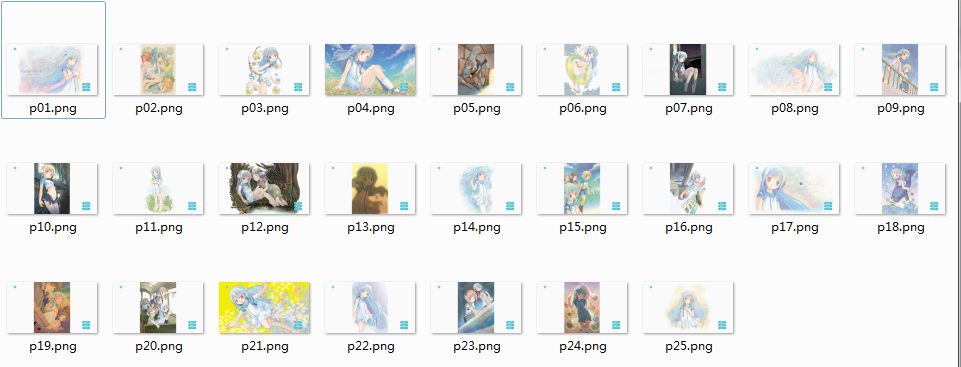 p01.png p02.png p03.png p04.png p05.png p06.png p07.png p08.png p09.png
p10.png p11.png p12.png p13.png p14.png p15.png p16.png p17.png p18.png
p19.png p20.png p21.png p22.png p23.png p24.png p25.png